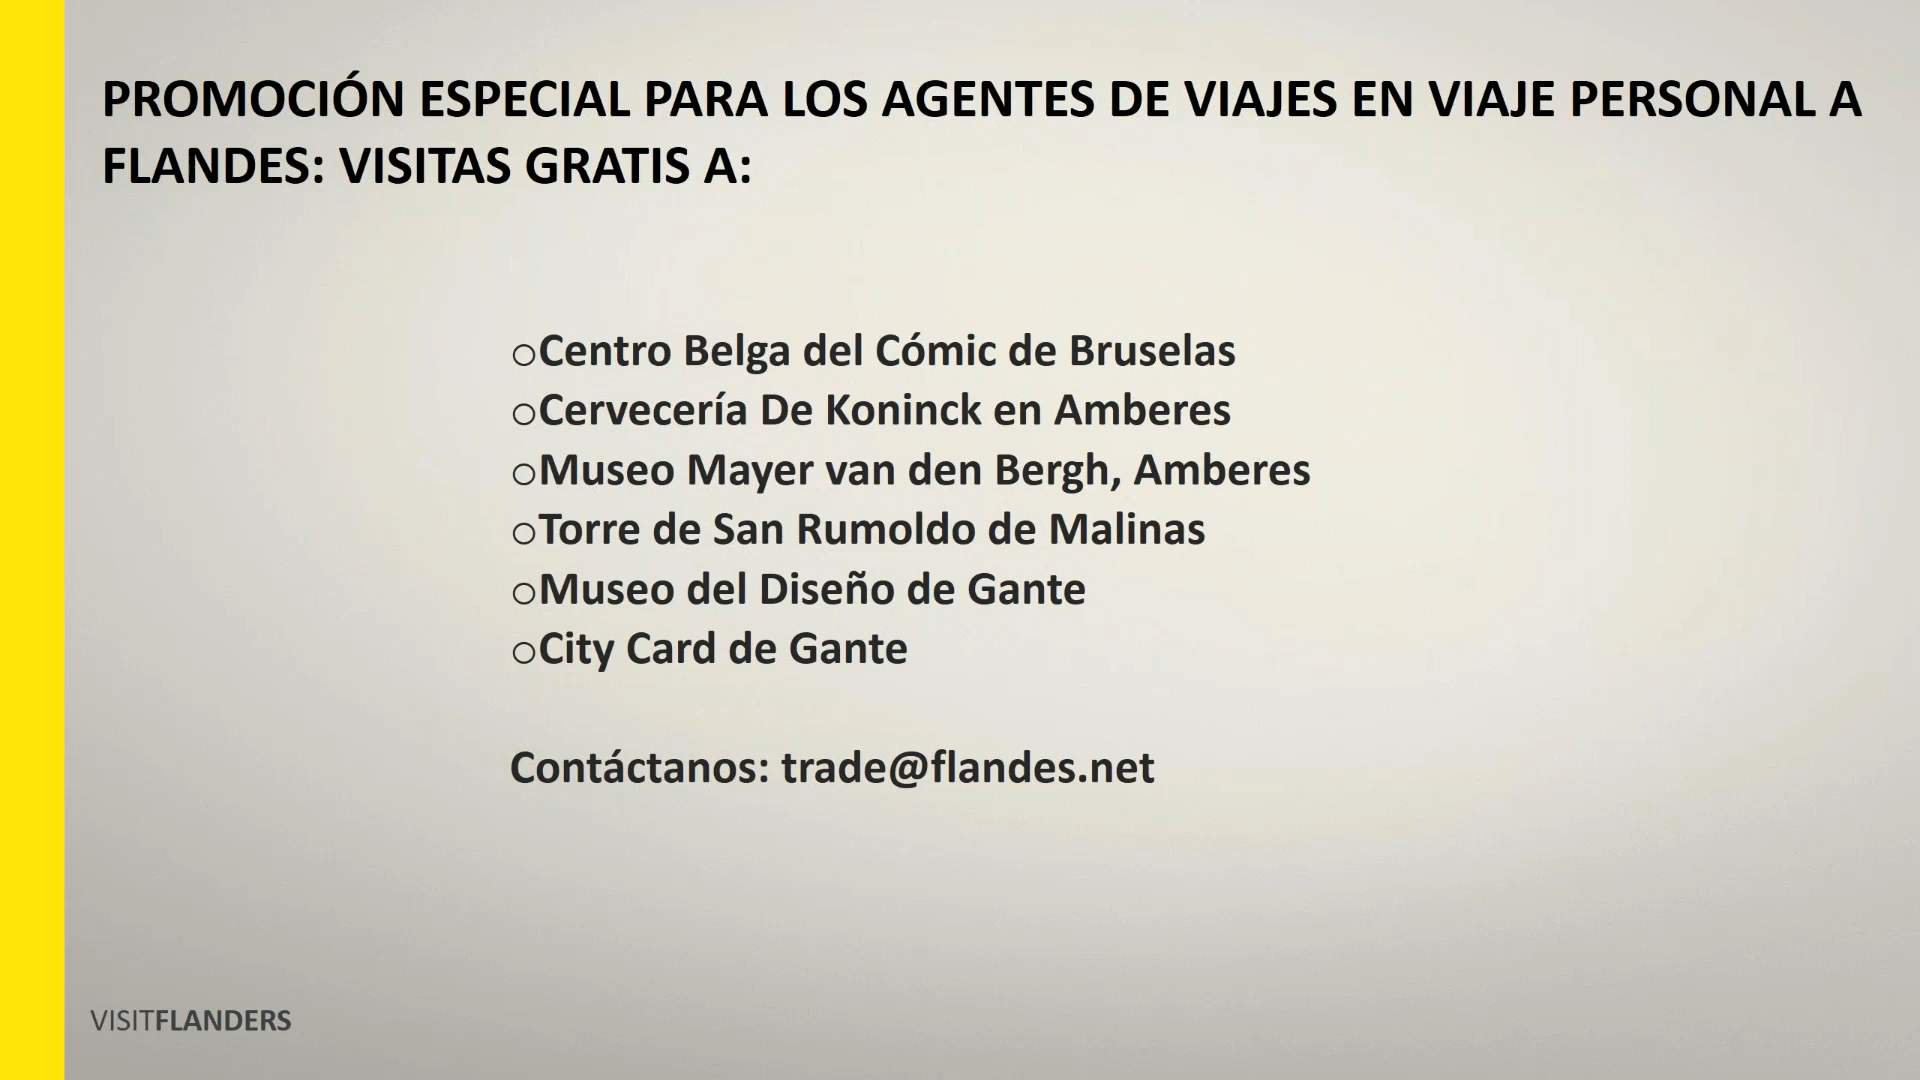 PROMOCIÓN ESPECIAL PARA LOS AGENTES DE VIAJES EN VIAJE PERSONAL A
FLANDES: VISITAS GRATIS A:
oCentro Belga del Cómic de Bruselas
oCervecería De Koninck en Amberes
oMuseo Mayer van den Bergh, Amberes
oTorre de San Rumoldo de Malinas
oMuseo del Diseño de Gante
oCity Card de Gante
Contáctanos: trade@flandes.net
VISITFLANDERS